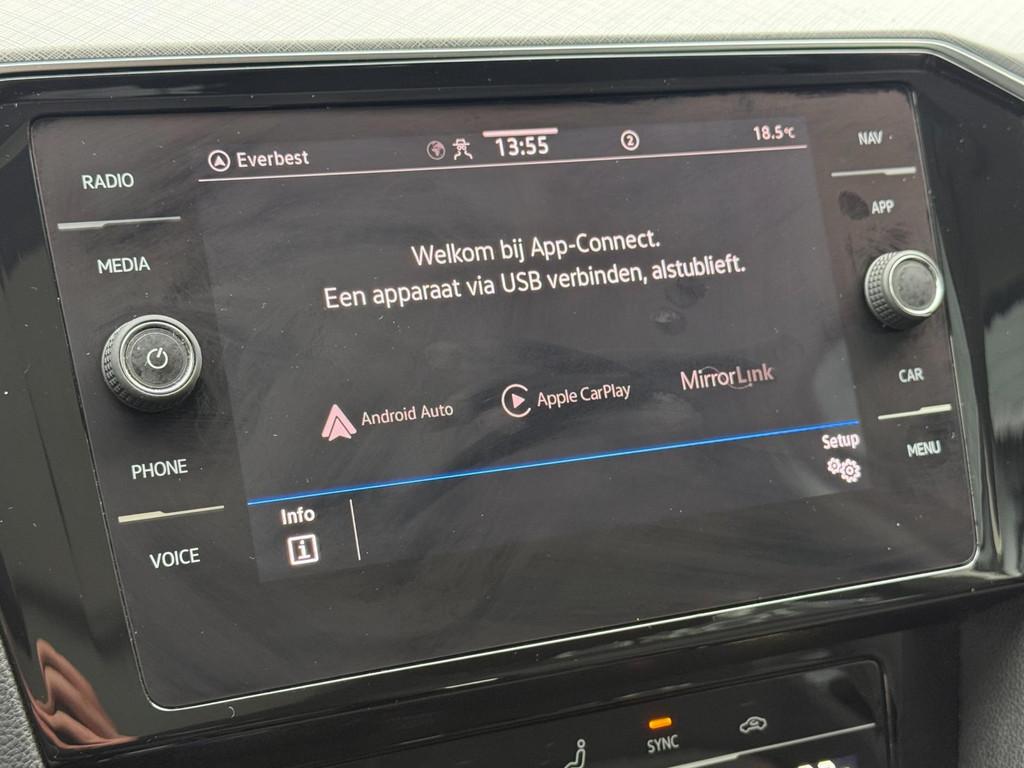 Everbest
13:55
2
18.5°C
RADIO
MEDIA
PHONE
VOICE
NAV
APP
CAR
MENU
Welkom bij App-Connect.
Een apparaat via USB verbinden, alstublieft.
Android Auto
Apple CarPlay
MirrorLink
Setup
Info
i
SYNC